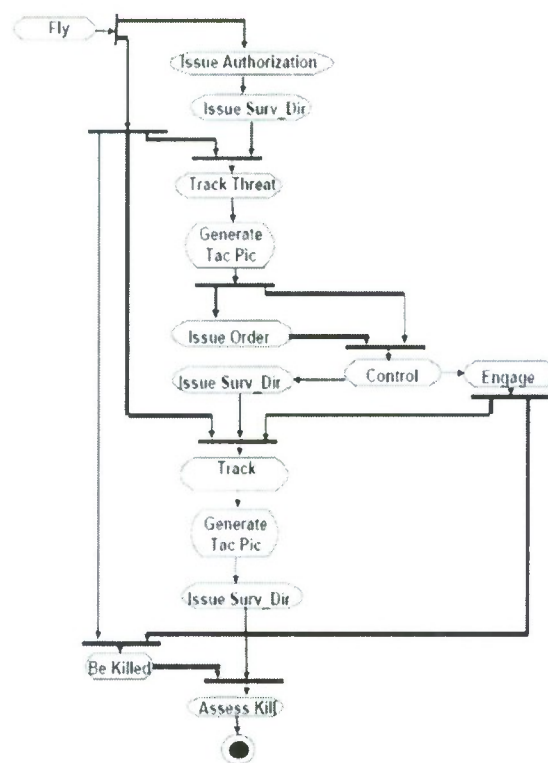 Fly
Issue Authorization
Issue Surv_Dir
Track Threat
Generate
Tac Pic
Issue Order
Control
Engage
Issue Surv_Dir
Track
Generate
Tac Pic
Issue Surv_Dir
Be Killed
Assess Kill